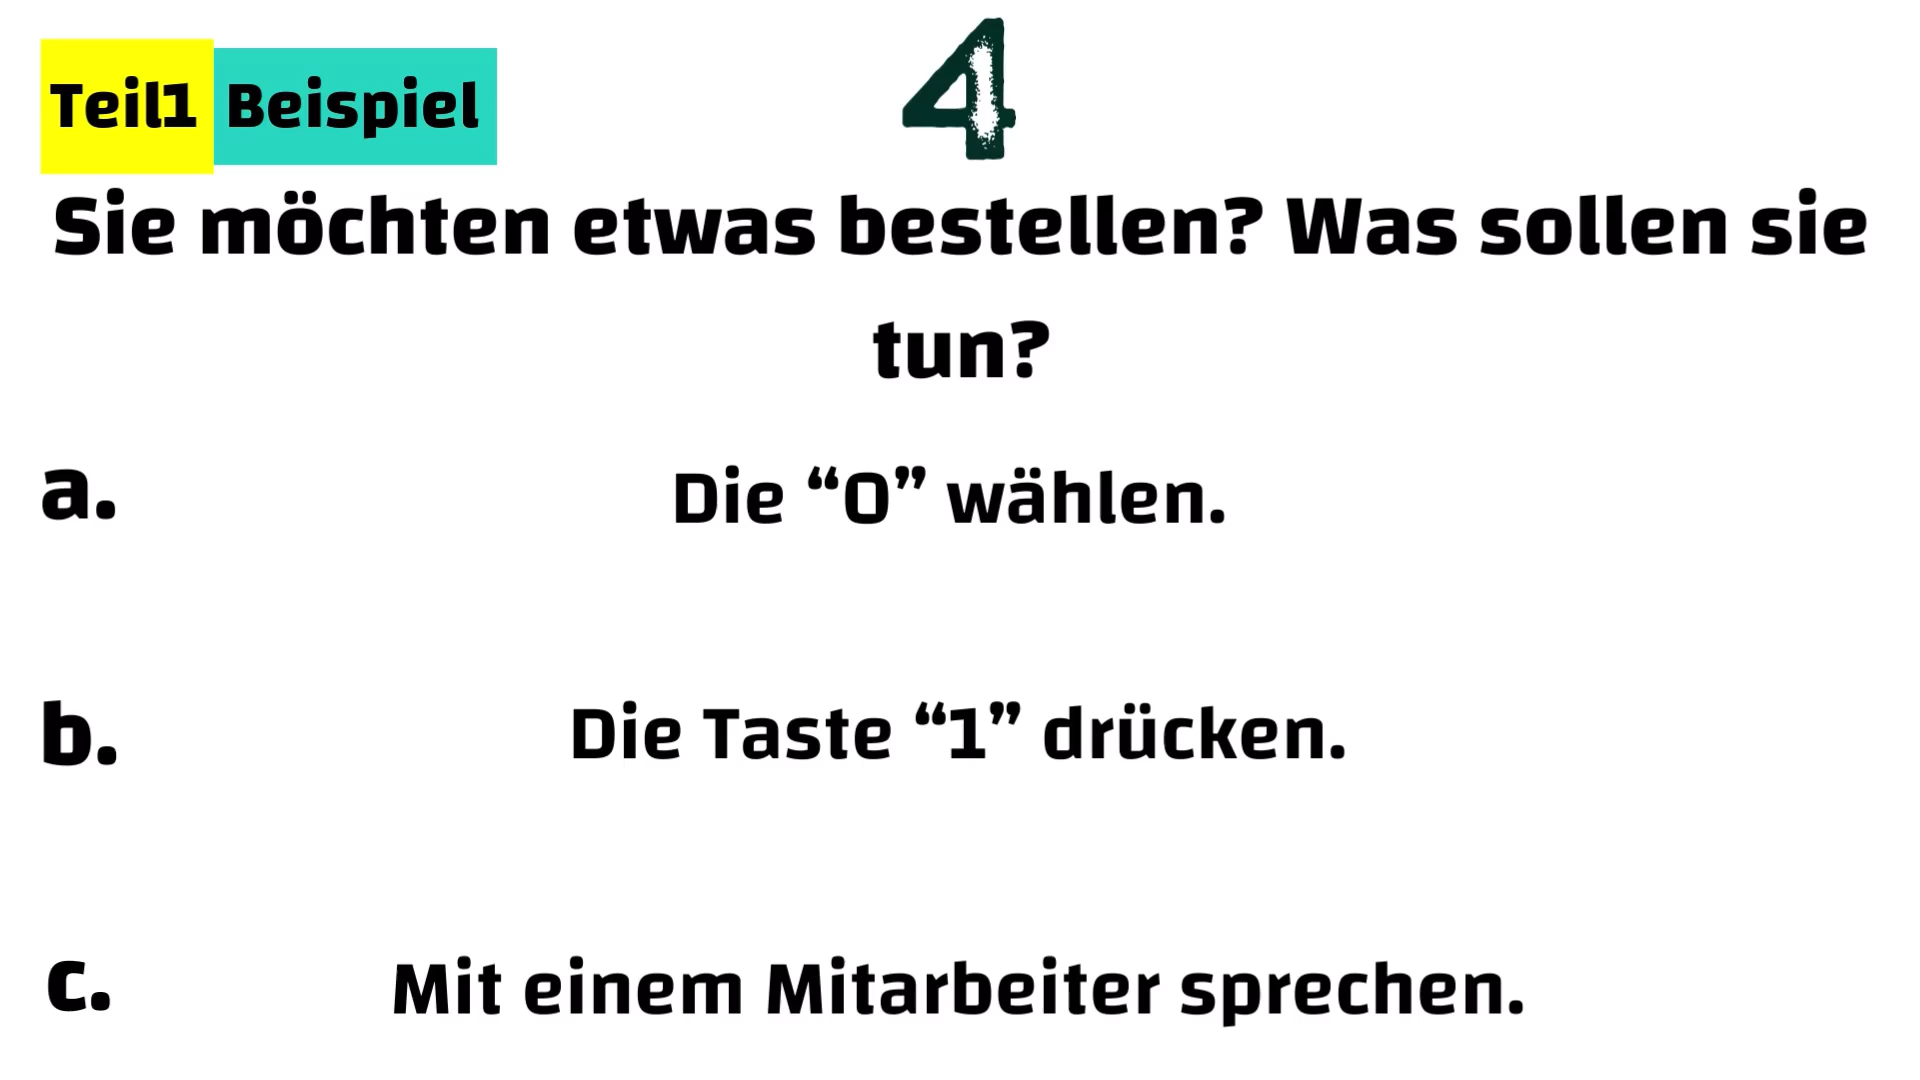 4
Teil1 Beispiel
Sie möchten etwas bestellen? Was sollen sie
tun?
a. Die “0” wählen.
b. Die Taste “1” drücken.
c. Mit einem Mitarbeiter sprechen.